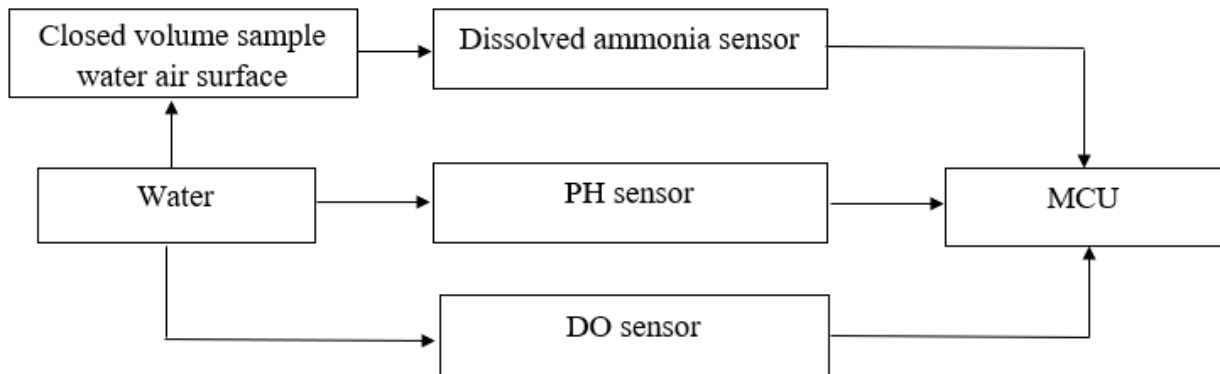 Closed volume sample
water air surface
Dissolved ammonia sensor
Water
PH sensor
MCU
DO sensor